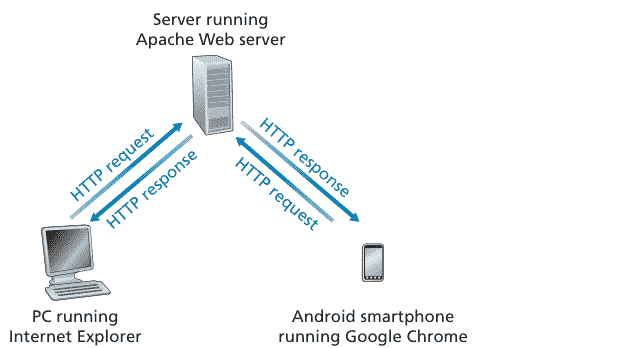 Server running
Apache Web server
HTTP request
HTTP response
HTTP response
HTTP request
PC running
Internet Explorer
Android smartphone
running Google Chrome